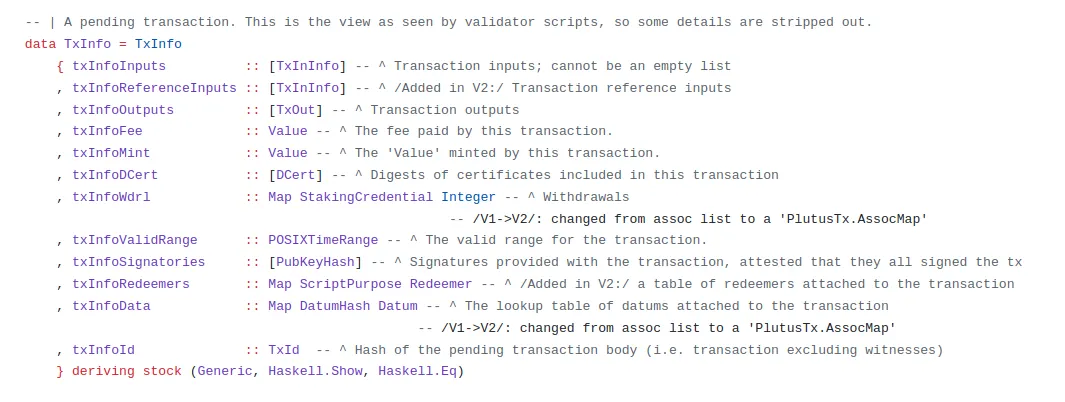 -- | A pending transaction. This is the view as seen by validator scripts, so some details are stripped out.
data TxInfo = TxInfo
    { txInfoInputs          :: [TxInInfo] -- ^ Transaction inputs; cannot be an empty list
    , txInfoReferenceInputs :: [TxInInfo] -- ^ /Added in V2:/ Transaction reference inputs
    , txInfoOutputs         :: [TxOut] -- ^ Transaction outputs
    , txInfoFee             :: Value -- ^ The fee paid by this transaction.
    , txInfoMint            :: Value -- ^ The 'Value' minted by this transaction.
    , txInfoDCert           :: [DCert] -- ^ Digests of certificates included in this transaction
    , txInfoWdrl            :: Map StakingCredential Integer -- ^ Withdrawals
                                                      -- /V1->V2/: changed from assoc list to a 'PlutusTx.AssocMap'
    , txInfoValidRange      :: POSIXTimeRange -- ^ The valid range for the transaction.
    , txInfoSignatories     :: [PubKeyHash] -- ^ Signatures provided with the transaction, attested that they all signed the tx
    , txInfoRedeemers       :: Map ScriptPurpose Redeemer -- ^ /Added in V2:/ a table of redeemers attached to the transaction
    , txInfoData            :: Map DatumHash Datum -- ^ The lookup table of datums attached to the transaction
                                                  -- /V1->V2/: changed from assoc list to a 'PlutusTx.AssocMap'
    , txInfoId              :: TxId  -- ^ Hash of the pending transaction body (i.e. transaction excluding witnesses)
    } deriving stock (Generic, Haskell.Show, Haskell.Eq)